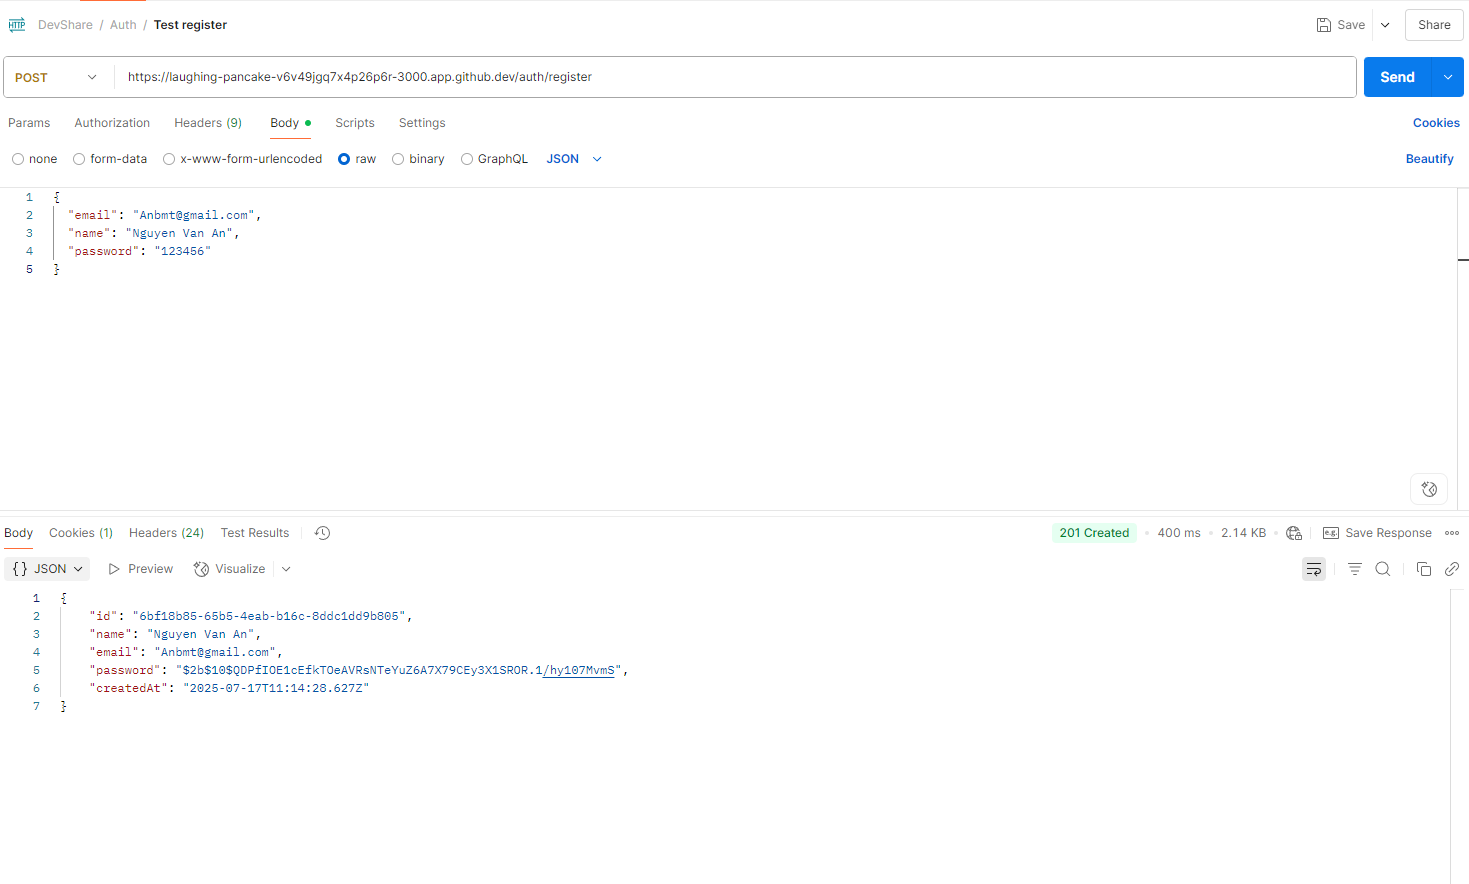 HTTP DevShare / Auth / Test register Save Share
POST https://laughing-pancake-v6v49jgq7x4p26p6r-3000.app.github.dev/auth/register Send
Params Authorization Headers (9) Body Scripts Settings Cookies
none form-data x-www-form-urlencoded raw binary GraphQL JSON Beautify
1 {
2 "email": "Anbmt@gmail.com",
3 "name": "Nguyen Van An",
4 "password": "123456"
5 }
Body Cookies (1) Headers (24) Test Results 201 Created 400 ms 2.14 KB e.g. Save Response
{} JSON Preview Visualize
1 {
2 "id": "6bf18b85-65b5-4eab-b16c-8ddc1dd9b805",
3 "name": "Nguyen Van An",
4 "email": "Anbmt@gmail.com",
5 "password": "$2b$10$QDPfIOE1cEfkTOeAVRsNTeYuZ6A7X79CEy3X1SROR.1/hy107MvmS",
6 "createdAt": "2025-07-17T11:14:28.627Z"
7 }